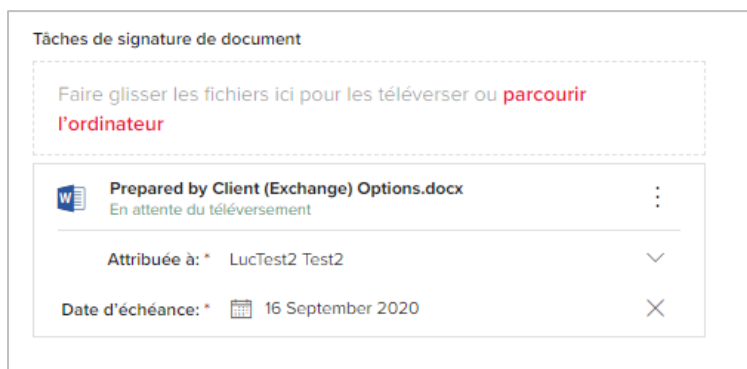 Tâches de signature de document
Faire glisser les fichiers ici pour les téléverser ou parcourir
l'ordinateur
Prepared by Client (Exchange) Options.docx
En attente du téléversement
Attribuée à: * LucTest2 Test2
Date d'échéance: * 16 September 2020